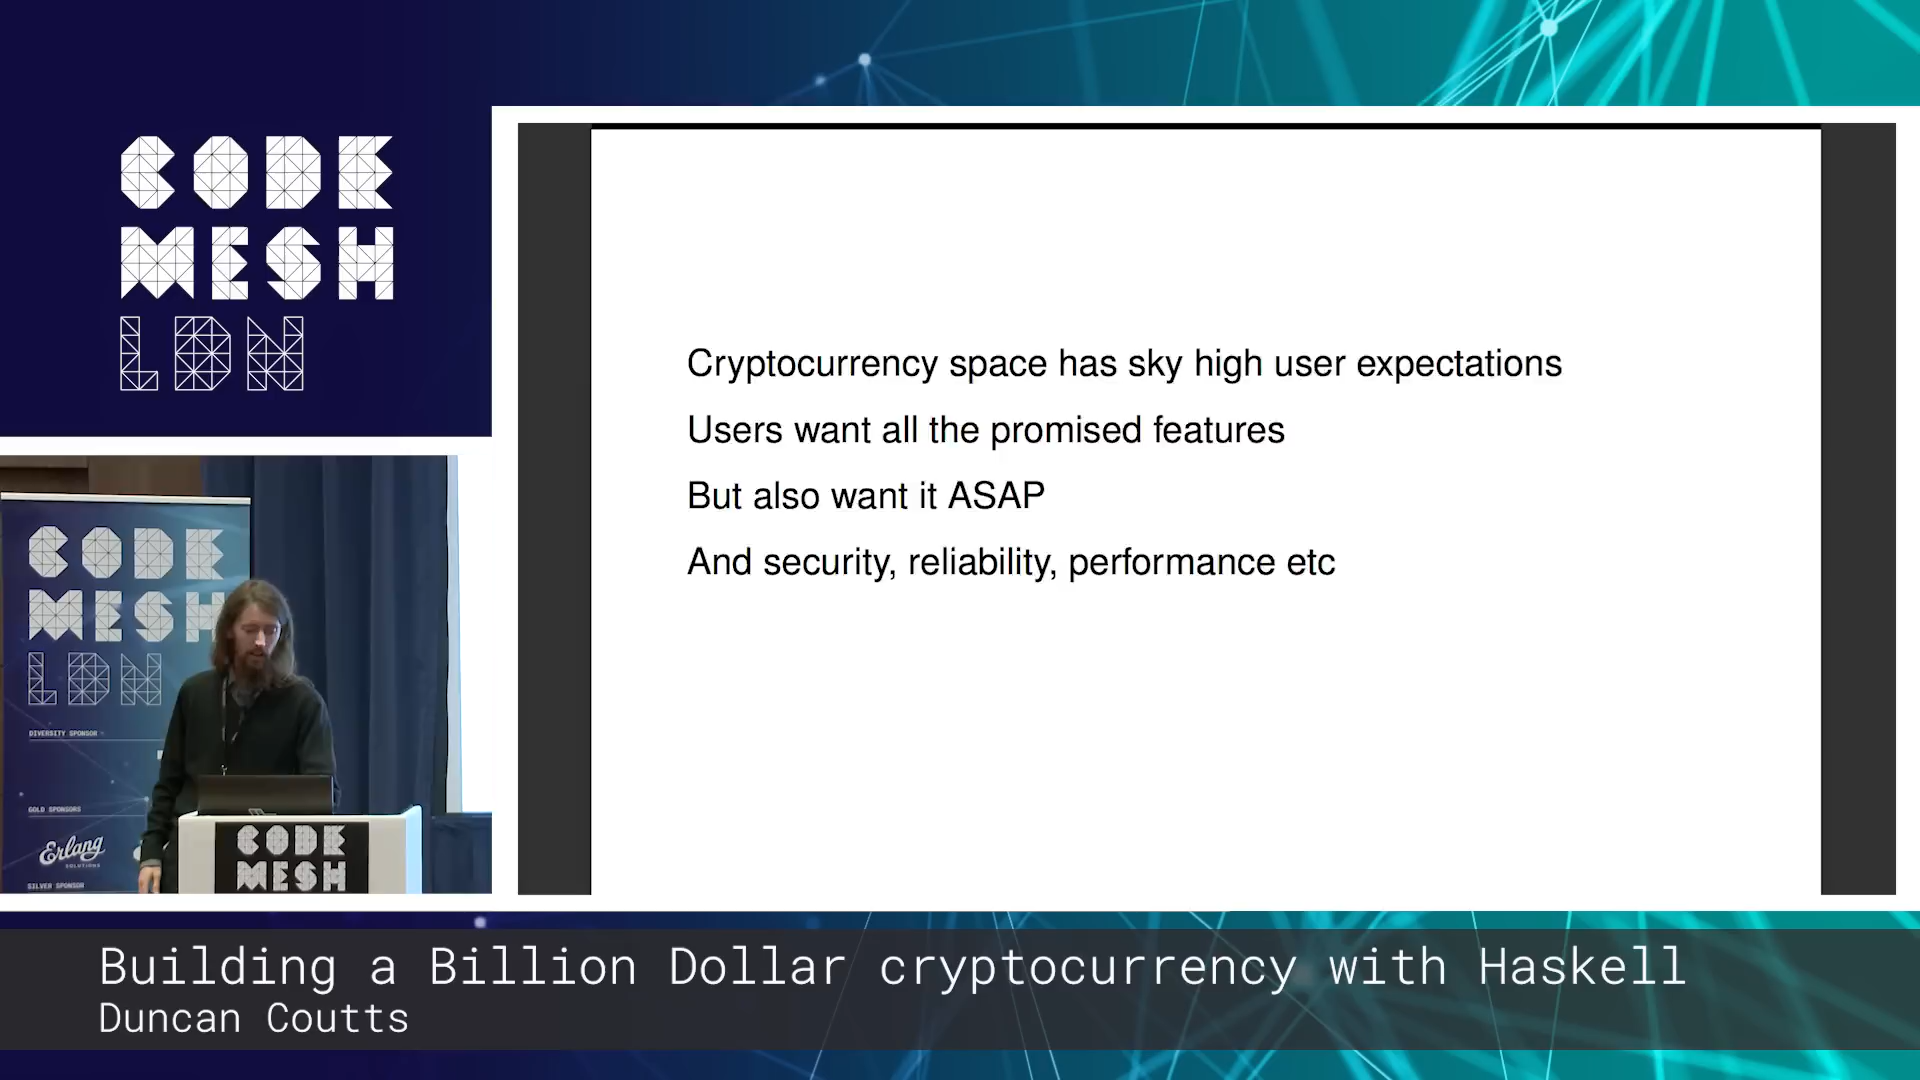 CODE
MESH
LDN
Cryptocurrency space has sky high user expectations
Users want all the promised features
But also want it ASAP
And security, reliability, performance etc
CODE
MESH
LDN
DIVERSITY SPONSOR
GOLD SPONSORS
Erlang
SOLUTIONS
SILVER SPONSOR
CODE
MESH
Building a Billion Dollar cryptocurrency with Haskell
Duncan Coutts